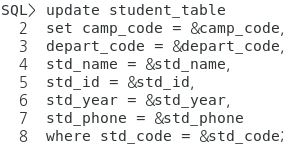 SQL> update student_table
2 set camp_code = &camp_code,
3 depart_code = &depart_code,
4 std_name = &std_name,
5 std_id = &std_id,
6 std_year = &std_year,
7 std_phone = &std_phone
8 where std_code = &std_code;